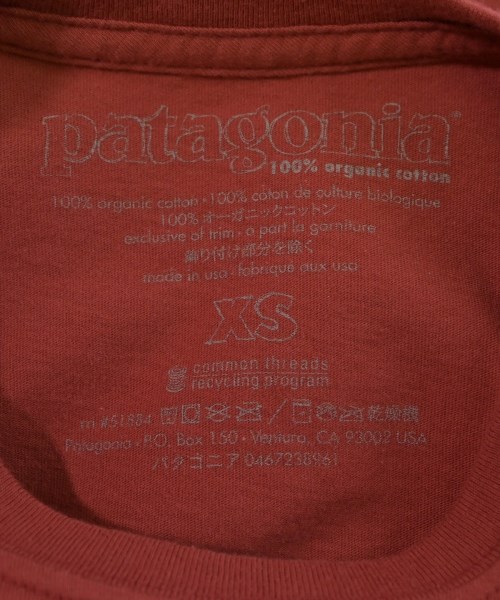 patagonia®
100% organic cotton
100% organic cotton • 100% coton de culture biologique
100% オーガニックコットン
exclusive of trim • a part la garniture
飾り付け部分を除く
made in usa • fabrique aux usa
XS
common threads
recycling program
rn #51884 / 乾燥機
Patagonia • P.O. Box 150 • Ventura, CA 93002 USA
パタゴニア 0467238961